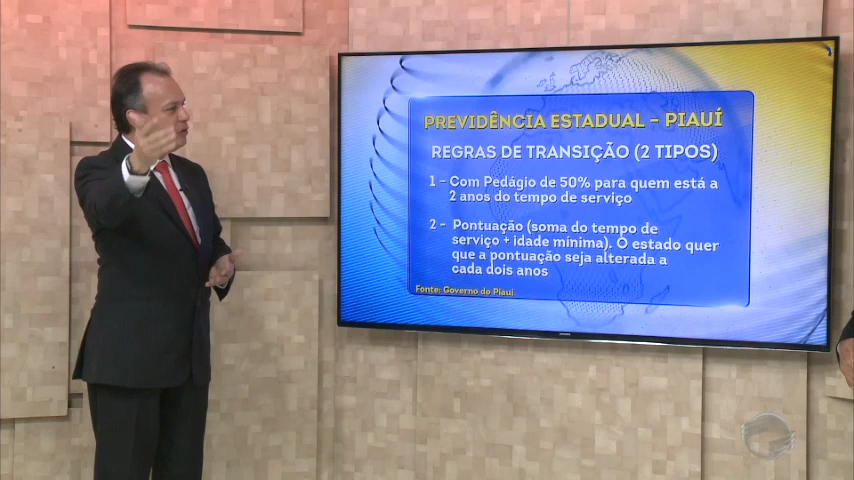 PREVIDÊNCIA ESTADUAL – PIAUÍ
REGRAS DE TRANSIÇÃO (2 TIPOS)
1 – Com Pedágio de 50% para quem está a
2 anos do tempo de serviço
2 – Pontuação (soma do tempo de
serviço + idade mínima). O estado quer
que a pontuação seja alterada a
cada dois anos
Fonte: Governo do Piauí